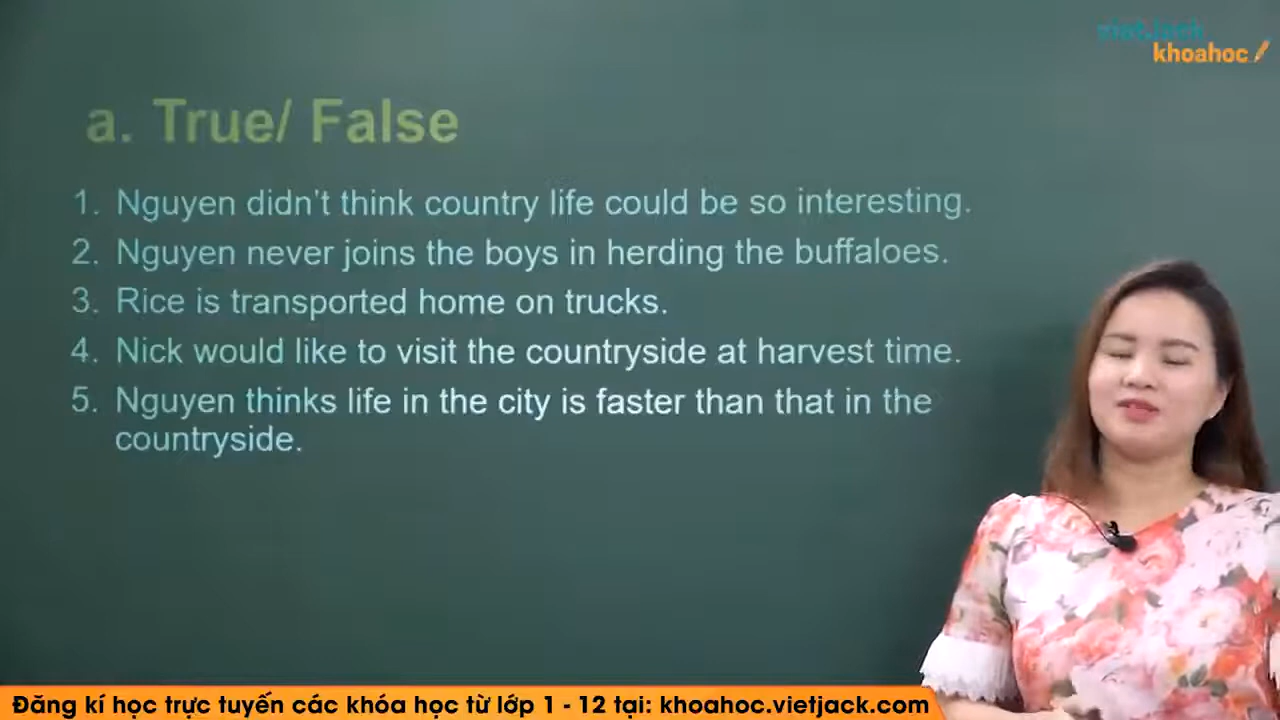 vietjack
khoahoc
a. True/ False
1. Nguyen didn't think country life could be so interesting.
2. Nguyen never joins the boys in herding the buffaloes.
3. Rice is transported home on trucks.
4. Nick would like to visit the countryside at harvest time.
5. Nguyen thinks life in the city is faster than that in the
countryside.
Đăng kí học trực tuyến các khóa học từ lớp 1 - 12 tại: khoahoc.vietjack.com